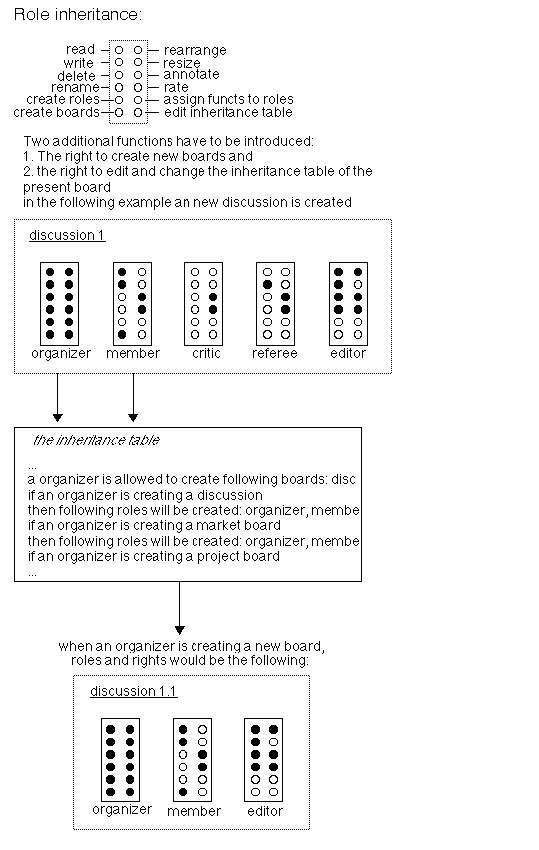 Role inheritance:
read rearrange
write resize
delete annotate
rename rate
create roles assign functs to roles
create boards edit inheritance table
Two additional functions have to be introduced:
1. The right to create new boards and
2. the right to edit and change the inheritance table of the
present board
in the following example an new discussion is created
discussion 1
organizer member critic referee editor
the inheritance table
...
a organizer is allowed to create following boards: disc
if an organizer is creating a discussion
then following roles will be created: organizer, membe
if an organizer is creating a market board
then following roles will be created: organizer, membe
if an organizer is creating a project board
...
when an organizer is creating a new board,
roles and rights would be the following:
discussion 1.1
organizer member editor